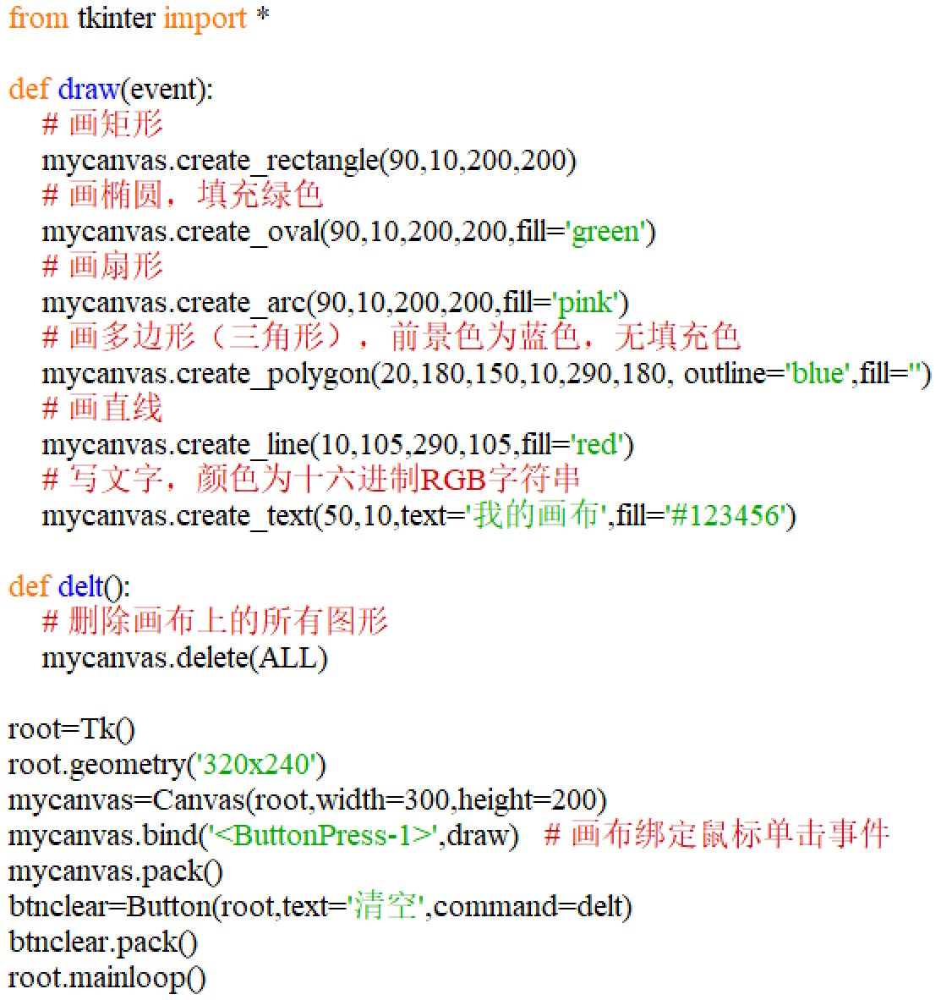 from tkinter import *
def draw(event):
# 画矩形
mycanvas.create_rectangle(90,10,200,200)
# 画椭圆，填充绿色
mycanvas.create_oval(90,10,200,200,fill='green')
# 画扇形
mycanvas.create_arc(90,10,200,200,fill='pink')
# 画多边形（三角形），前景色为蓝色，无填充色
mycanvas.create_polygon(20,180,150,10,290,180, outline='blue',fill='')
# 画直线
mycanvas.create_line(10,105,290,105,fill='red')
# 写文字，颜色为十六进制RGB字符串
mycanvas.create_text(50,10,text='我的画布',fill='#123456')
def delt():
# 删除画布上的所有图形
mycanvas.delete(ALL)
root=Tk()
root.geometry('320x240')
mycanvas=Canvas(root,width=300,height=200)
mycanvas.bind('<ButtonPress-1>',draw)   # 画布绑定鼠标单击事件
mycanvas.pack()
btnclear=Button(root,text='清空',command=delt)
btnclear.pack()
root.mainloop()